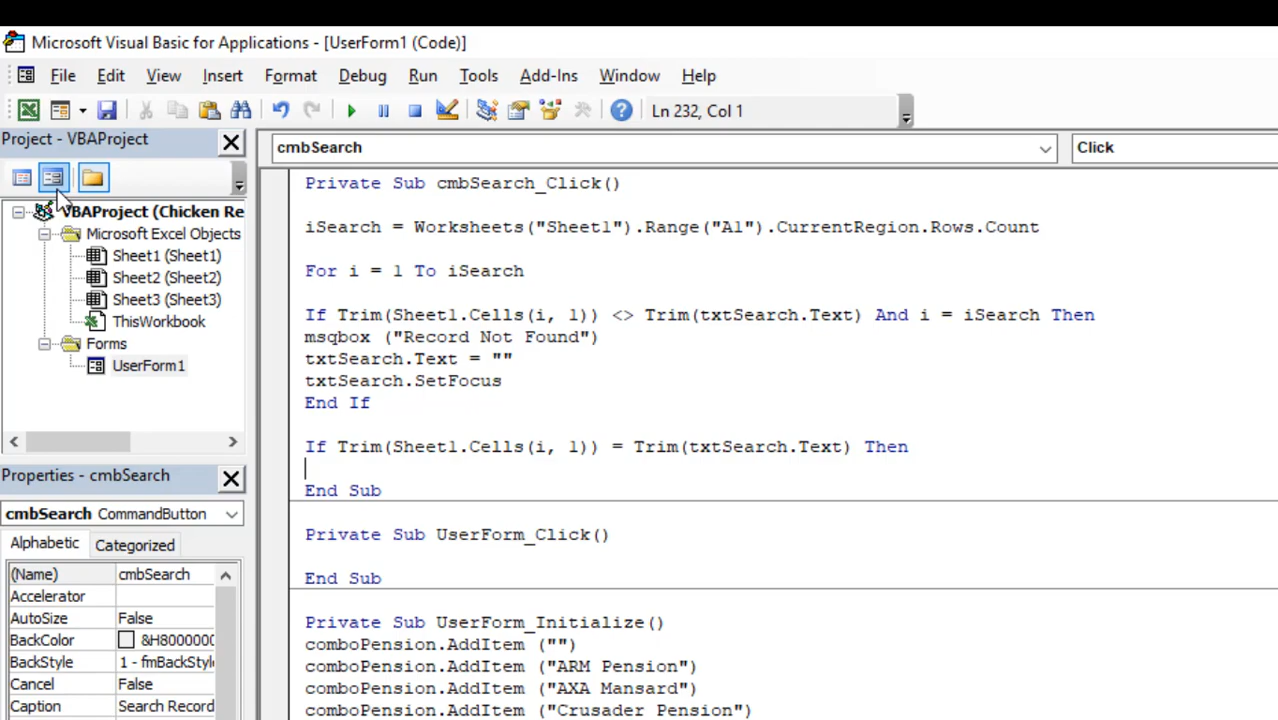 Microsoft Visual Basic for Applications - [UserForm1 (Code)]
File Edit View Insert Format Debug Run Tools Add-Ins Window Help
Ln 232, Col 1
Project - VBAProject
cmbSearch
Click
VBAProject (Chicken Re
Microsoft Excel Objects
Sheet1 (Sheet1)
Sheet2 (Sheet2)
Sheet3 (Sheet3)
ThisWorkbook
Forms
UserForm1
Properties - cmbSearch
cmbSearch CommandButton
Alphabetic Categorized
(Name) cmbSearch
Accelerator
AutoSize False
BackColor &H8000000
BackStyle 1 - fmBackStyl
Cancel False
Caption Search Record
Private Sub cmbSearch_Click()
iSearch = Worksheets("Sheet1").Range("A1").CurrentRegion.Rows.Count
For i = 1 To iSearch
If Trim(Sheet1.Cells(i, 1)) <> Trim(txtSearch.Text) And i = iSearch Then
msqbox ("Record Not Found")
txtSearch.Text = ""
txtSearch.SetFocus
End If
If Trim(Sheet1.Cells(i, 1)) = Trim(txtSearch.Text) Then
End Sub
Private Sub UserForm_Click()
End Sub
Private Sub UserForm_Initialize()
comboPension.AddItem ("")
comboPension.AddItem ("ARM Pension")
comboPension.AddItem ("AXA Mansard")
comboPension.AddItem ("Crusader Pension")